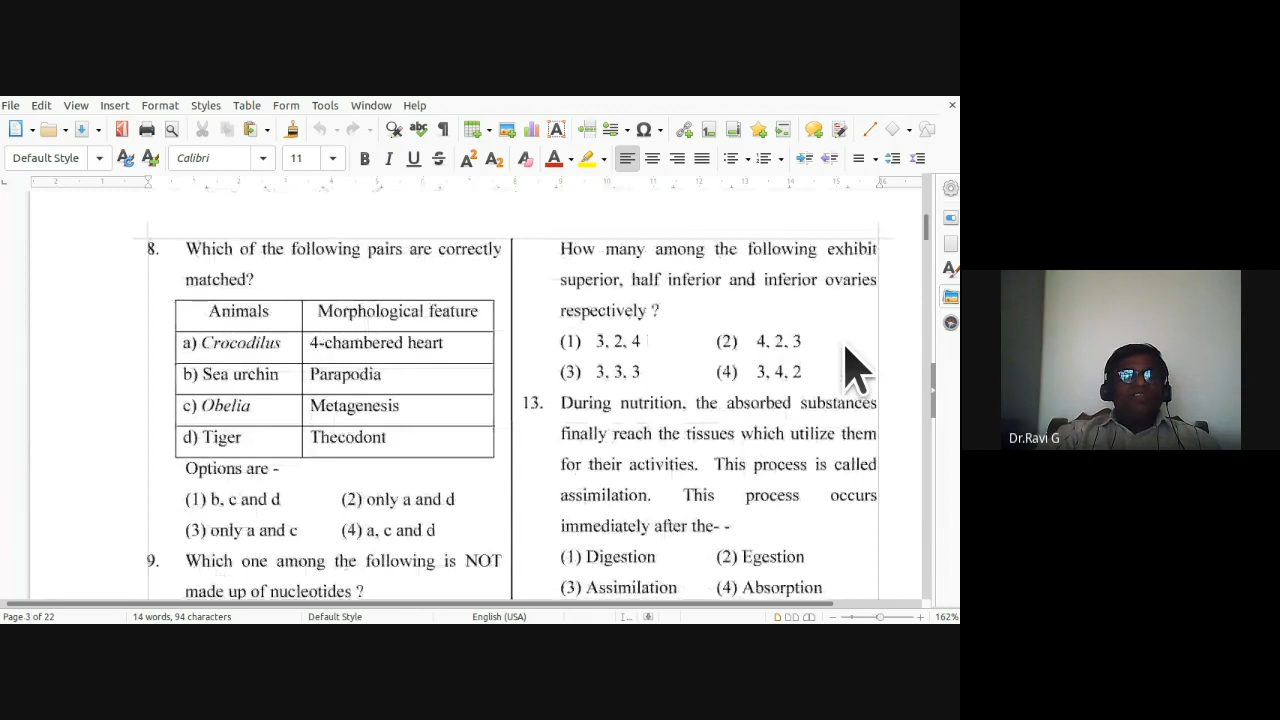 File Edit View Insert Format Styles Table Form Tools Window Help
Default Style Calibri 11
8. Which of the following pairs are correctly
matched?
Animals Morphological feature
a) Crocodilus 4-chambered heart
b) Sea urchin Parapodia
c) Obelia Metagenesis
d) Tiger Thecodont
Options are -
(1) b, c and d (2) only a and d
(3) only a and c (4) a, c and d
9. Which one among the following is NOT
made up of nucleotides ?
How many among the following exhibit
superior, half inferior and inferior ovaries
respectively ?
(1) 3, 2, 4 (2) 4, 2, 3
(3) 3, 3, 3 (4) 3, 4, 2
13. During nutrition, the absorbed substances
finally reach the tissues which utilize them
for their activities. This process is called
assimilation. This process occurs
immediately after the- -
(1) Digestion (2) Egestion
(3) Assimilation (4) Absorption
Page 3 of 22 14 words, 94 characters Default Style English (USA) 162%
Dr.Ravi G